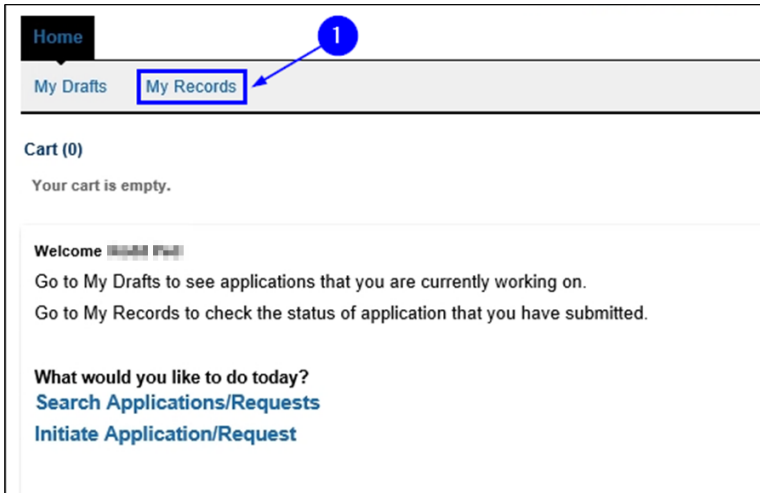 Home
1
My Drafts My Records
Cart (0)
Your cart is empty.
Welcome
Go to My Drafts to see applications that you are currently working on.
Go to My Records to check the status of application that you have submitted.
What would you like to do today?
Search Applications/Requests
Initiate Application/Request